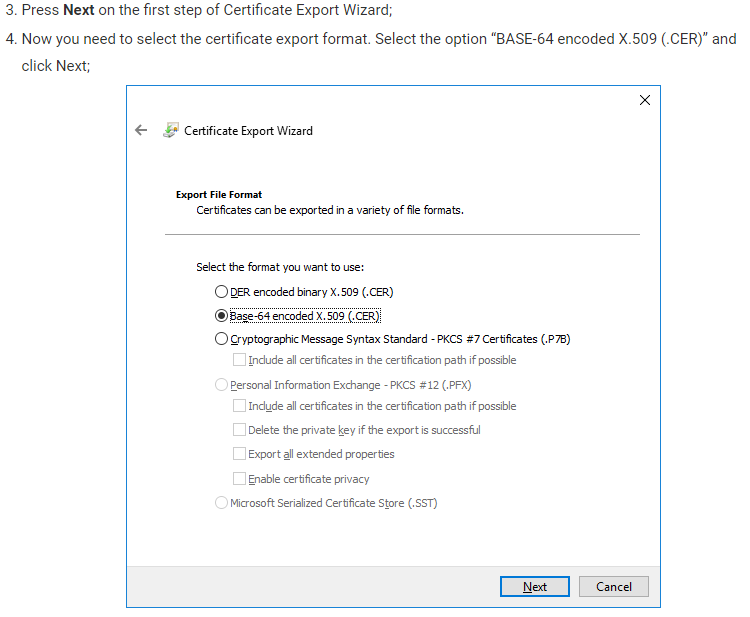 3. Press Next on the first step of Certificate Export Wizard;
4. Now you need to select the certificate export format. Select the option “BASE-64 encoded X.509 (.CER)” and
click Next;
Certificate Export Wizard
Export File Format
Certificates can be exported in a variety of file formats.
Select the format you want to use:
DER encoded binary X.509 (.CER)
Base-64 encoded X.509 (.CER)
Cryptographic Message Syntax Standard - PKCS #7 Certificates (.P7B)
Include all certificates in the certification path if possible
Personal Information Exchange - PKCS #12 (.PFX)
Include all certificates in the certification path if possible
Delete the private key if the export is successful
Export all extended properties
Enable certificate privacy
Microsoft Serialized Certificate Store (.SST)
Next Cancel